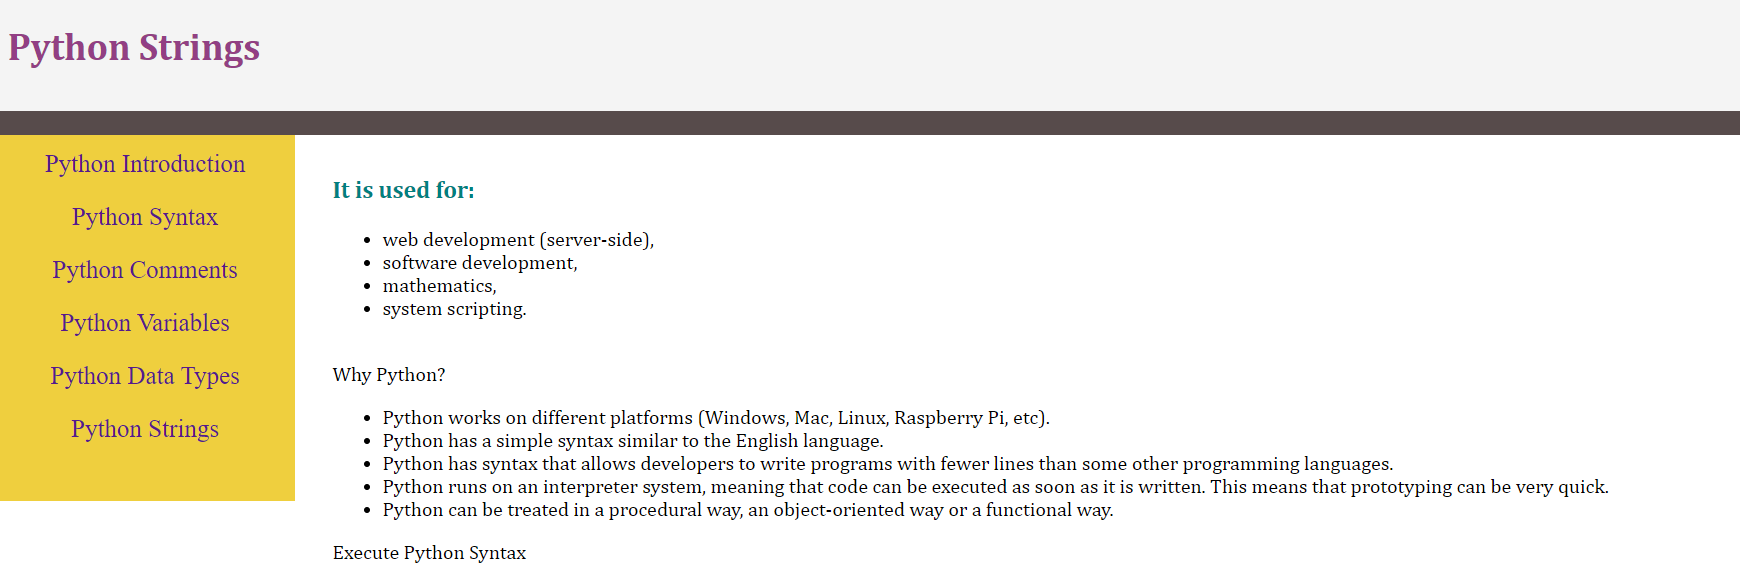 Python Strings
Python Introduction
Python Syntax
Python Comments
Python Variables
Python Data Types
Python Strings
It is used for:
• web development (server-side),
• software development,
• mathematics,
• system scripting.
Why Python?
• Python works on different platforms (Windows, Mac, Linux, Raspberry Pi, etc).
• Python has a simple syntax similar to the English language.
• Python has syntax that allows developers to write programs with fewer lines than some other programming languages.
• Python runs on an interpreter system, meaning that code can be executed as soon as it is written. This means that prototyping can be very quick.
• Python can be treated in a procedural way, an object-oriented way or a functional way.
Execute Python Syntax